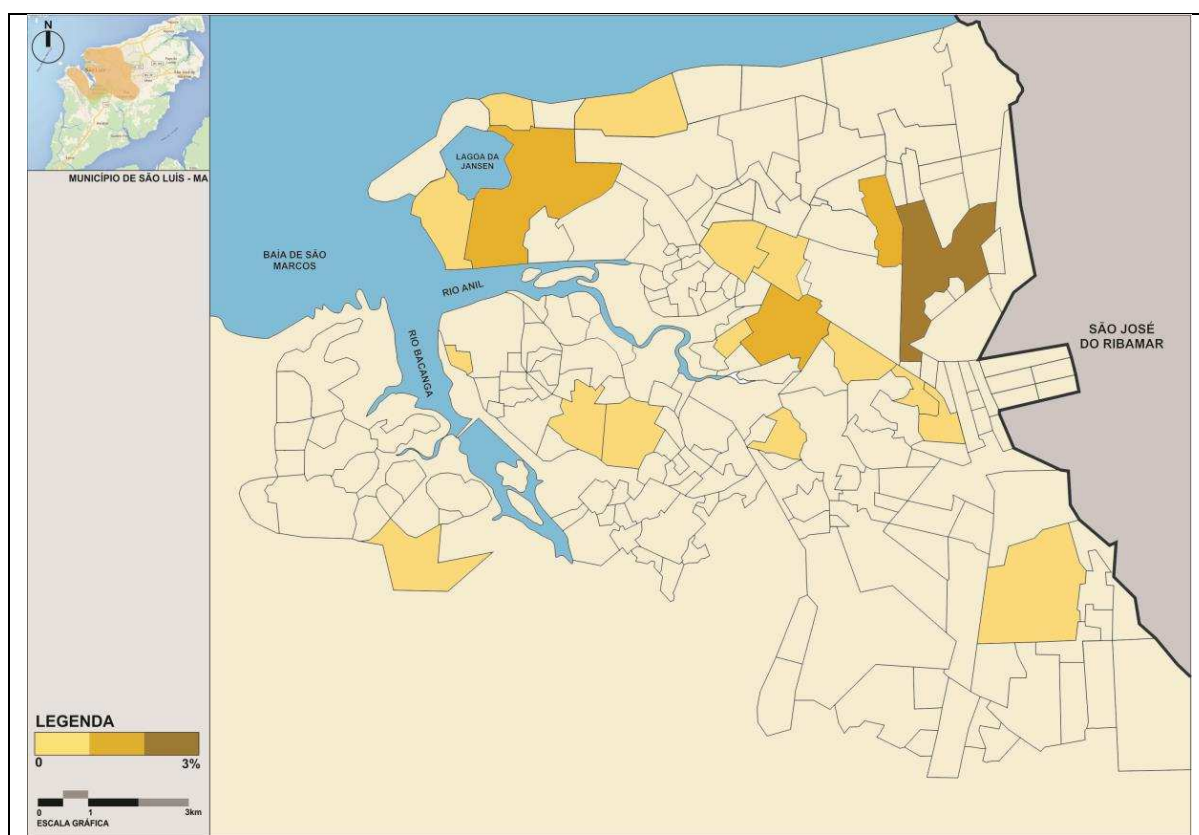 N
MUNICÍPIO DE SÃO LUÍS - MA
LAGOA DA
JANSEN
BAÍA DE SÃO
MARCOS
RIO ANIL
RIO BACANGA
SÃO JOSÉ
DO RIBAMAR
LEGENDA
0 3%
0 1 3km
ESCALA GRÁFICA